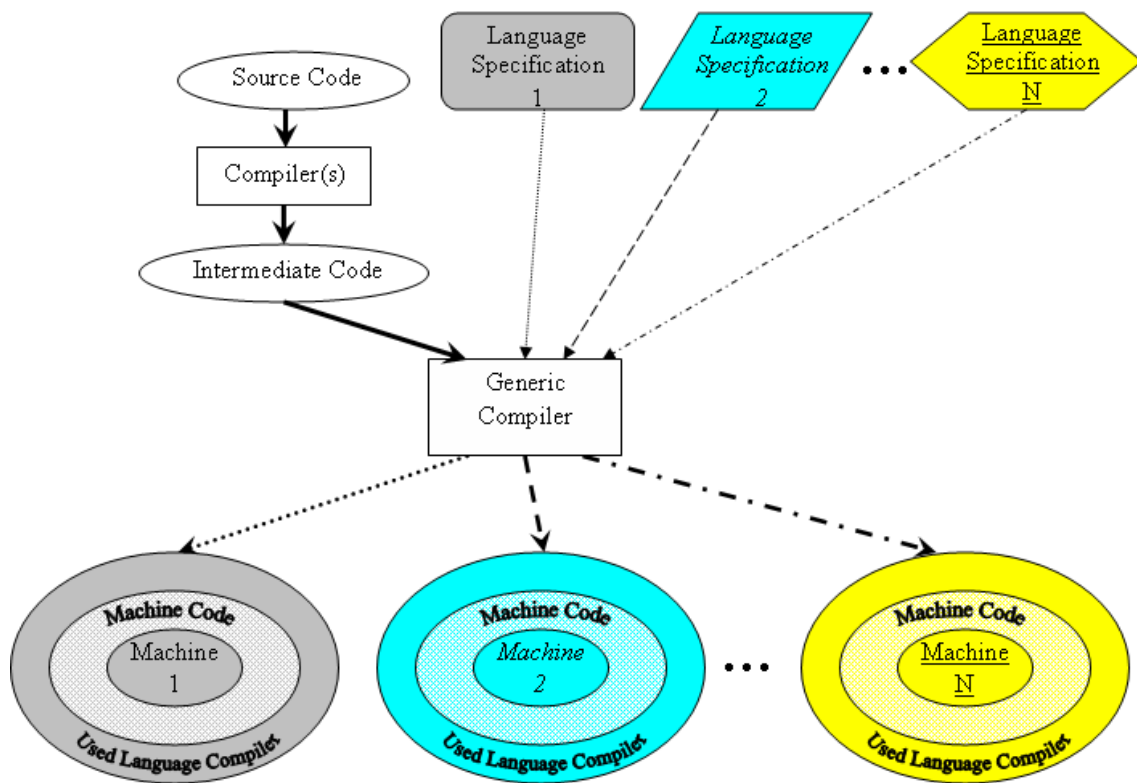 Language
Specification
1
Language
Specification
2
Language
Specification
N
Source Code
Compiler(s)
Intermediate Code
Generic
Compiler
Machine Code
Machine
1
Used Language Compiler
Machine Code
Machine
2
Used Language Compiler
Machine Code
Machine
N
Used Language Compiler